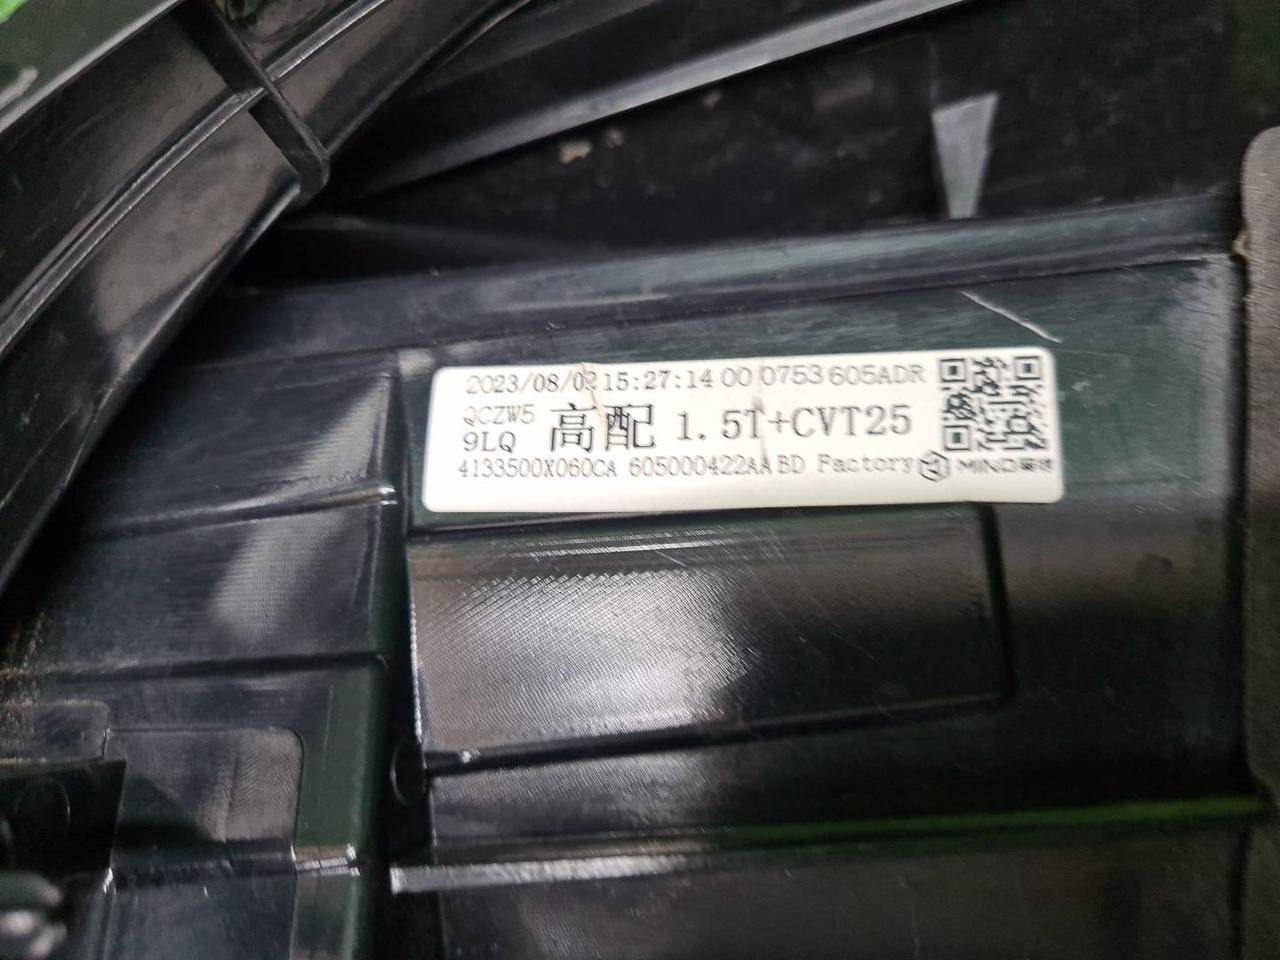 2023/08/02 15:27:14 00 0753 605ADR
QCZW5
9LQ 高配 1.5T+CVT25
4133500X060CA 605000422AA BD Factory MIND